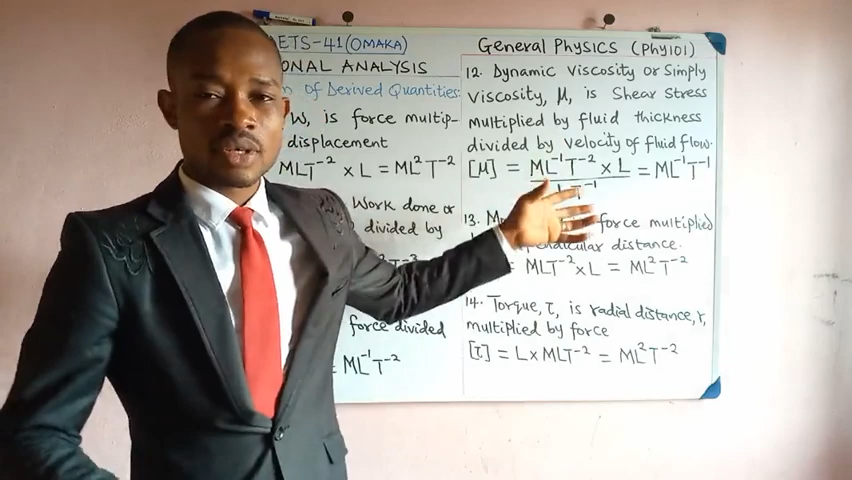 ETS-41 (OMAKA)
ONAL ANALYSIS
of Derived Quantities:
W, is force multip-
displacement
MLT⁻² × L = ML²T⁻²
Work done or
divided by
force divided
= ML⁻¹T⁻²
General Physics (Phy101)
12. Dynamic Viscosity or Simply
Viscosity, μ, is Shear Stress
multiplied by fluid thickness
divided by velocity of fluid flow.
[μ] = ML⁻¹T⁻² × L = ML⁻¹T⁻¹
T⁻¹
13. force multiplied
distance.
= MLT⁻² × L = ML²T⁻²
14. Torque, τ, is radial distance, r,
multiplied by force
[τ] = L × MLT⁻² = ML²T⁻²